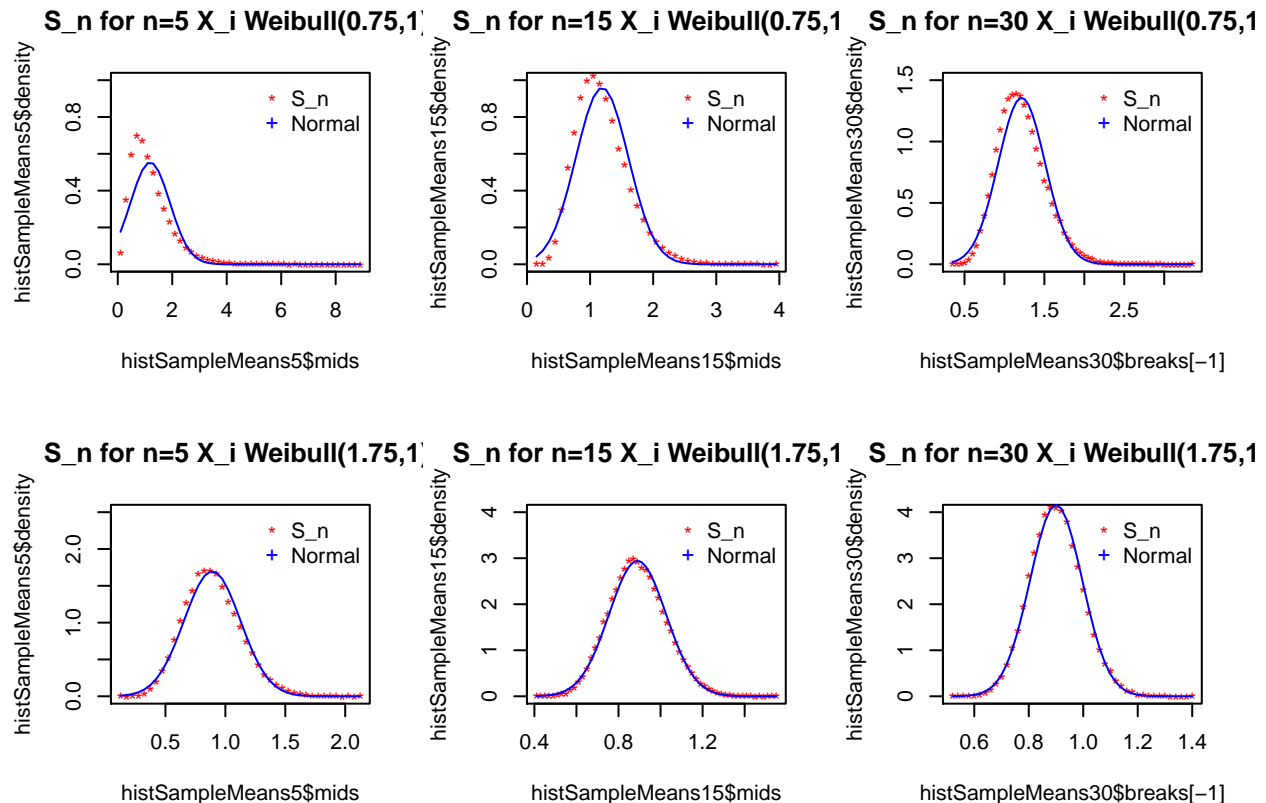 S_n for n=5 X_i Weibull(0.75,1)
histSampleMeans5$density
0.0
0.4
0.8
* S_n
+ Normal
0 2 4 6 8
histSampleMeans5$mids
S_n for n=15 X_i Weibull(0.75,1
histSampleMeans15$density
0.0
0.4
0.8
* S_n
+ Normal
0 1 2 3 4
histSampleMeans15$mids
S_n for n=30 X_i Weibull(0.75,1
histSampleMeans30$density
0.0
0.5
1.0
1.5
* S_n
+ Normal
0.5 1.5 2.5
histSampleMeans30$breaks[−1]
S_n for n=5 X_i Weibull(1.75,1)
histSampleMeans5$density
0.0
1.0
2.0
* S_n
+ Normal
0.5 1.0 1.5 2.0
histSampleMeans5$mids
S_n for n=15 X_i Weibull(1.75,1
histSampleMeans15$density
0
1
2
3
4
* S_n
+ Normal
0.4 0.8 1.2
histSampleMeans15$mids
S_n for n=30 X_i Weibull(1.75,1
histSampleMeans30$density
0
1
2
3
4
* S_n
+ Normal
0.6 0.8 1.0 1.2 1.4
histSampleMeans30$breaks[−1]